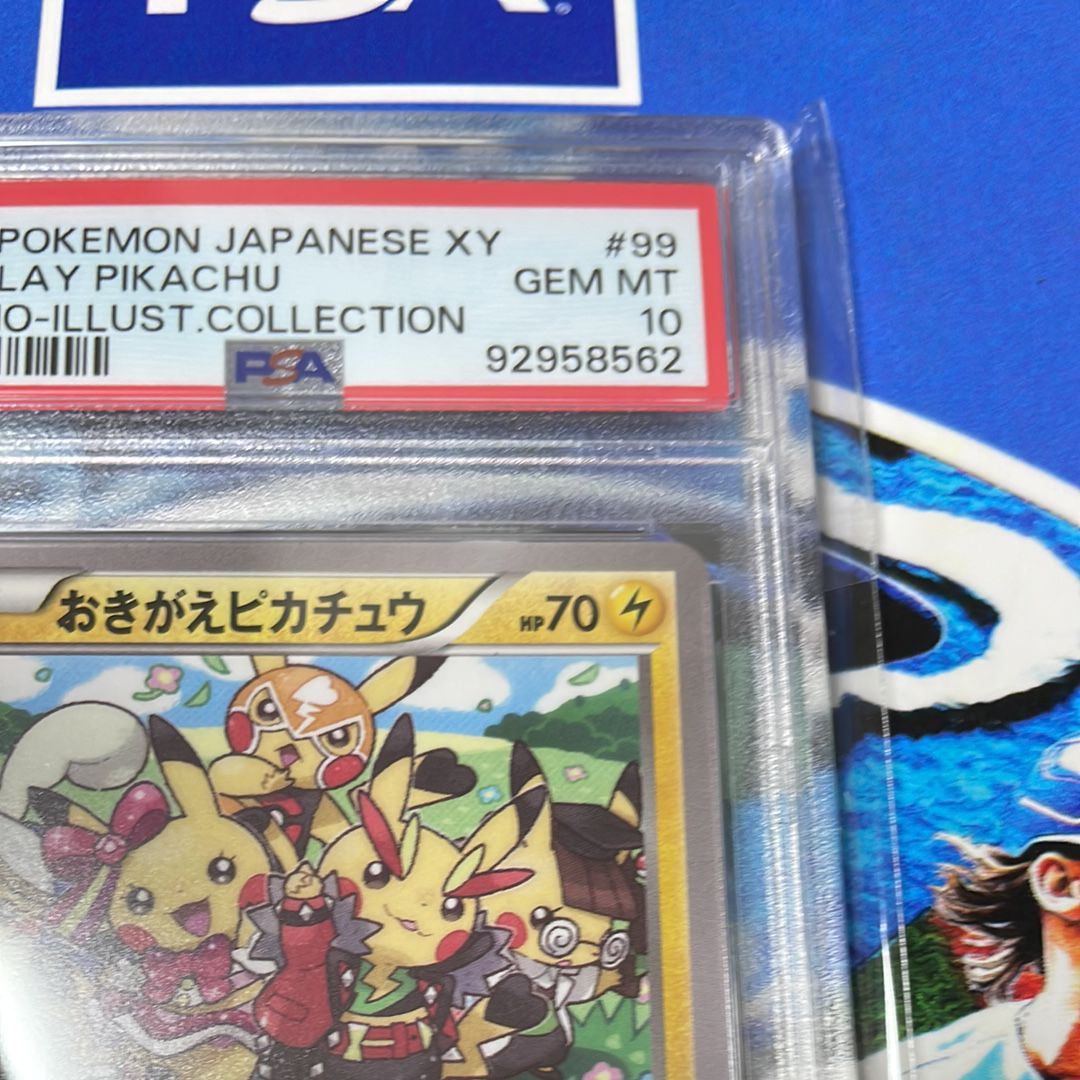 PSA®
POKEMON JAPANESE XY #99
LAY PIKACHU GEM MT
IO-ILLUST.COLLECTION 10
PSA 92958562
おきがえピカチュウ HP70